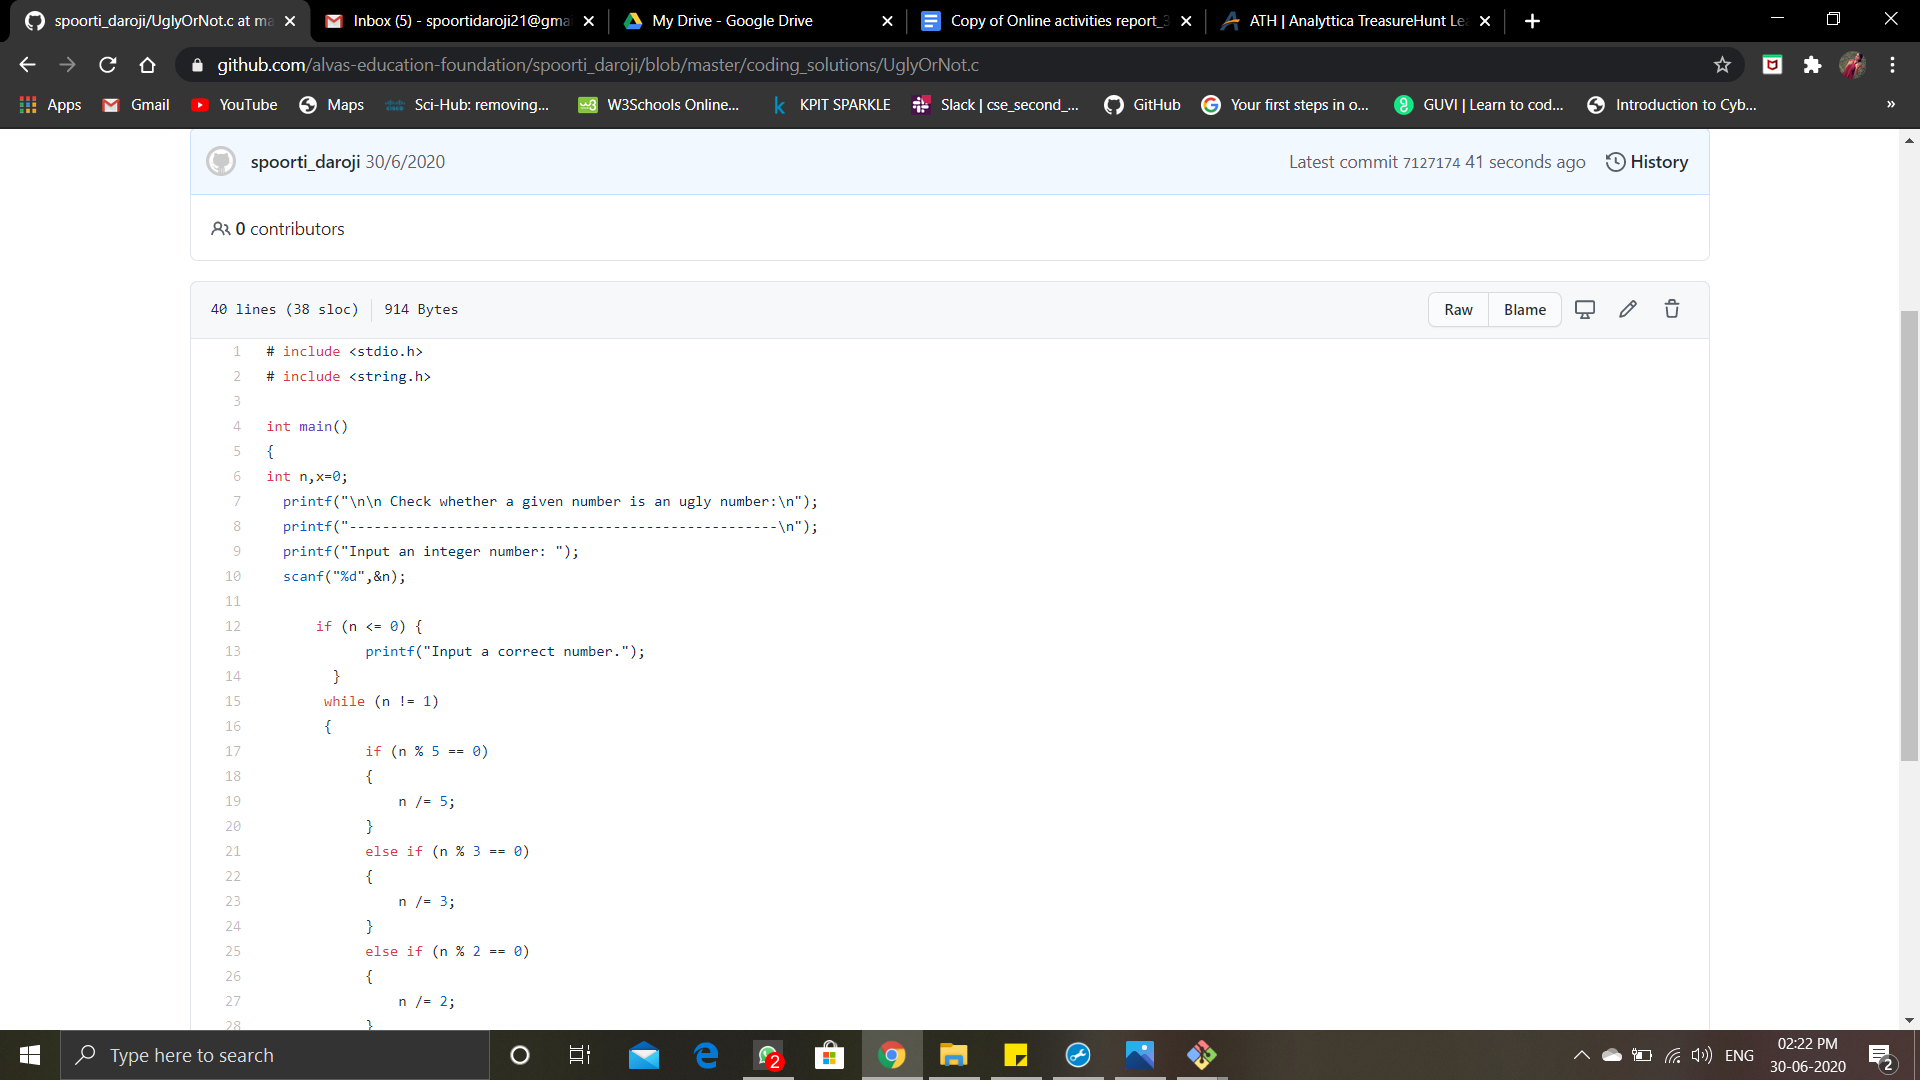 spoorti_daroji/UglyOrNot.c at ma
Inbox (5) - spoortidaroji21@gma
My Drive - Google Drive
Copy of Online activities report_3
ATH | Analyttica TreasureHunt Le
github.com/alvas-education-foundation/spoorti_daroji/blob/master/coding_solutions/UglyOrNot.c
Apps
Gmail
YouTube
Maps
Sci-Hub: removing...
W3Schools Online...
KPIT SPARKLE
Slack | cse_second_...
GitHub
Your first steps in o...
GUVI | Learn to cod...
Introduction to Cyb...
»
spoorti_daroji 30/6/2020
Latest commit 7127174 41 seconds ago
History
0 contributors
40 lines (38 sloc)
914 Bytes
Raw
Blame
1 # include <stdio.h>
2 # include <string.h>
3
4 int main()
5 {
6 int n,x=0;
7 printf("\n\n Check whether a given number is an ugly number:\n");
8 printf("----------------------------------------------------\n");
9 printf("Input an integer number: ");
10 scanf("%d",&n);
11
12 if (n <= 0) {
13 printf("Input a correct number.");
14 }
15 while (n != 1)
16 {
17 if (n % 5 == 0)
18 {
19 n /= 5;
20 }
21 else if (n % 3 == 0)
22 {
23 n /= 3;
24 }
25 else if (n % 2 == 0)
26 {
27 n /= 2;
28 }
Type here to search
2
ENG
02:22 PM
30-06-2020
2